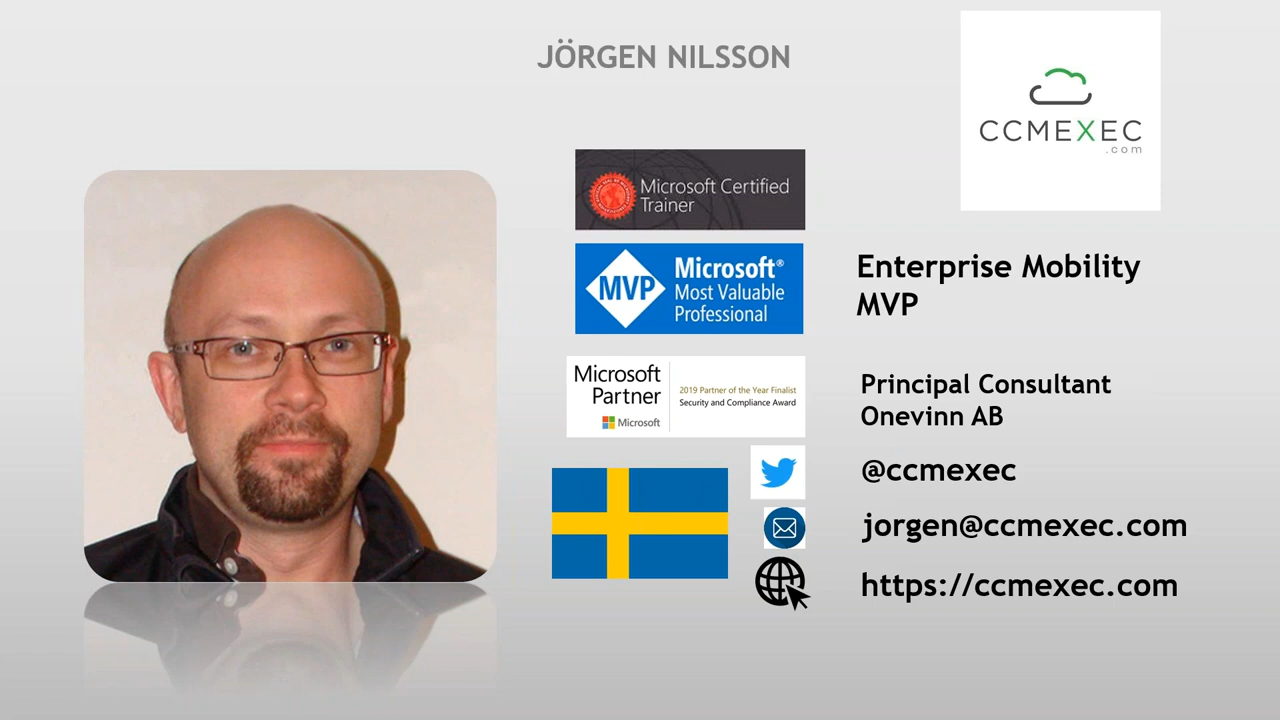 JÖRGEN NILSSON
CCMEXEC
.com
Microsoft Certified
Trainer
MVP
Microsoft®
Most Valuable
Professional
Enterprise Mobility
MVP
Microsoft
Partner
Microsoft
2019 Partner of the Year Finalist
Security and Compliance Award
Principal Consultant
Onevinn AB
@ccmexec
jorgen@ccmexec.com
https://ccmexec.com